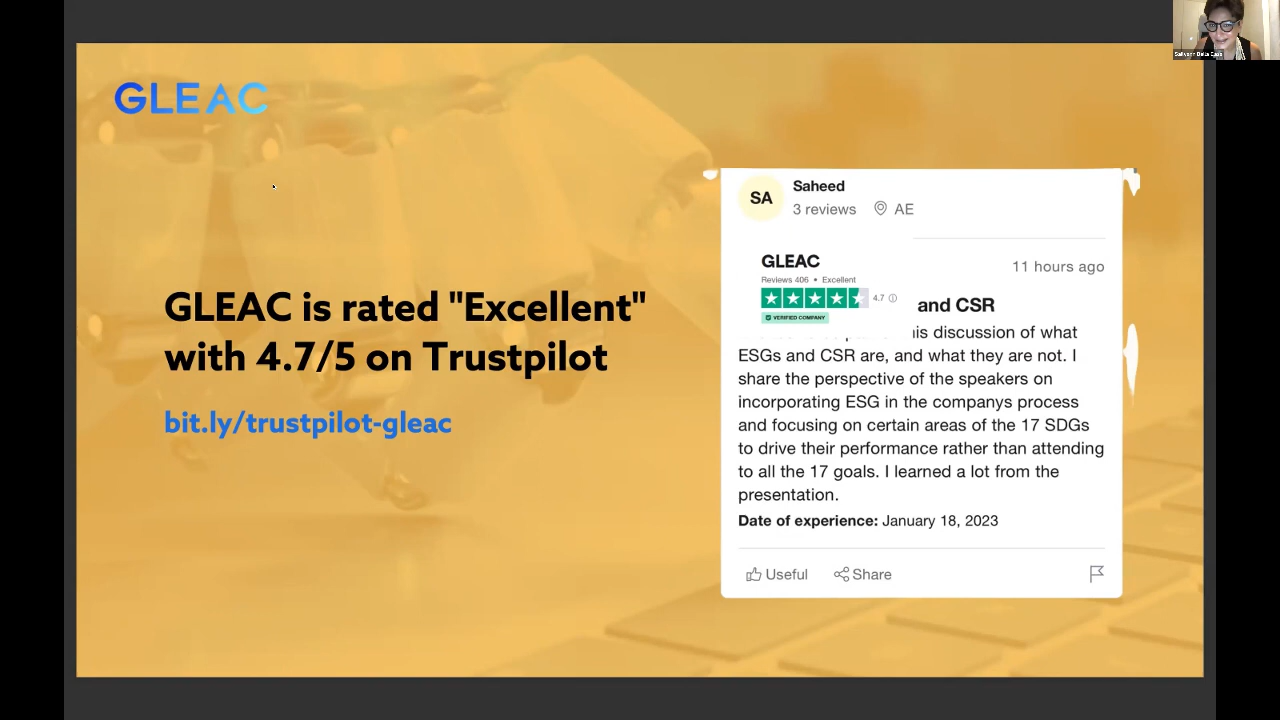 GLEAC
GLEAC is rated "Excellent"
with 4.7/5 on Trustpilot
bit.ly/trustpilot-gleac
SA
Saheed
3 reviews AE
11 hours ago
GLEAC
Reviews 406 • Excellent
4.7
VERIFIED COMPANY
and CSR
discussion of what
ESGs and CSR are, and what they are not. I
share the perspective of the speakers on
incorporating ESG in the companys process
and focusing on certain areas of the 17 SDGs
to drive their performance rather than attending
to all the 17 goals. I learned a lot from the
presentation.
Date of experience: January 18, 2023
Useful Share